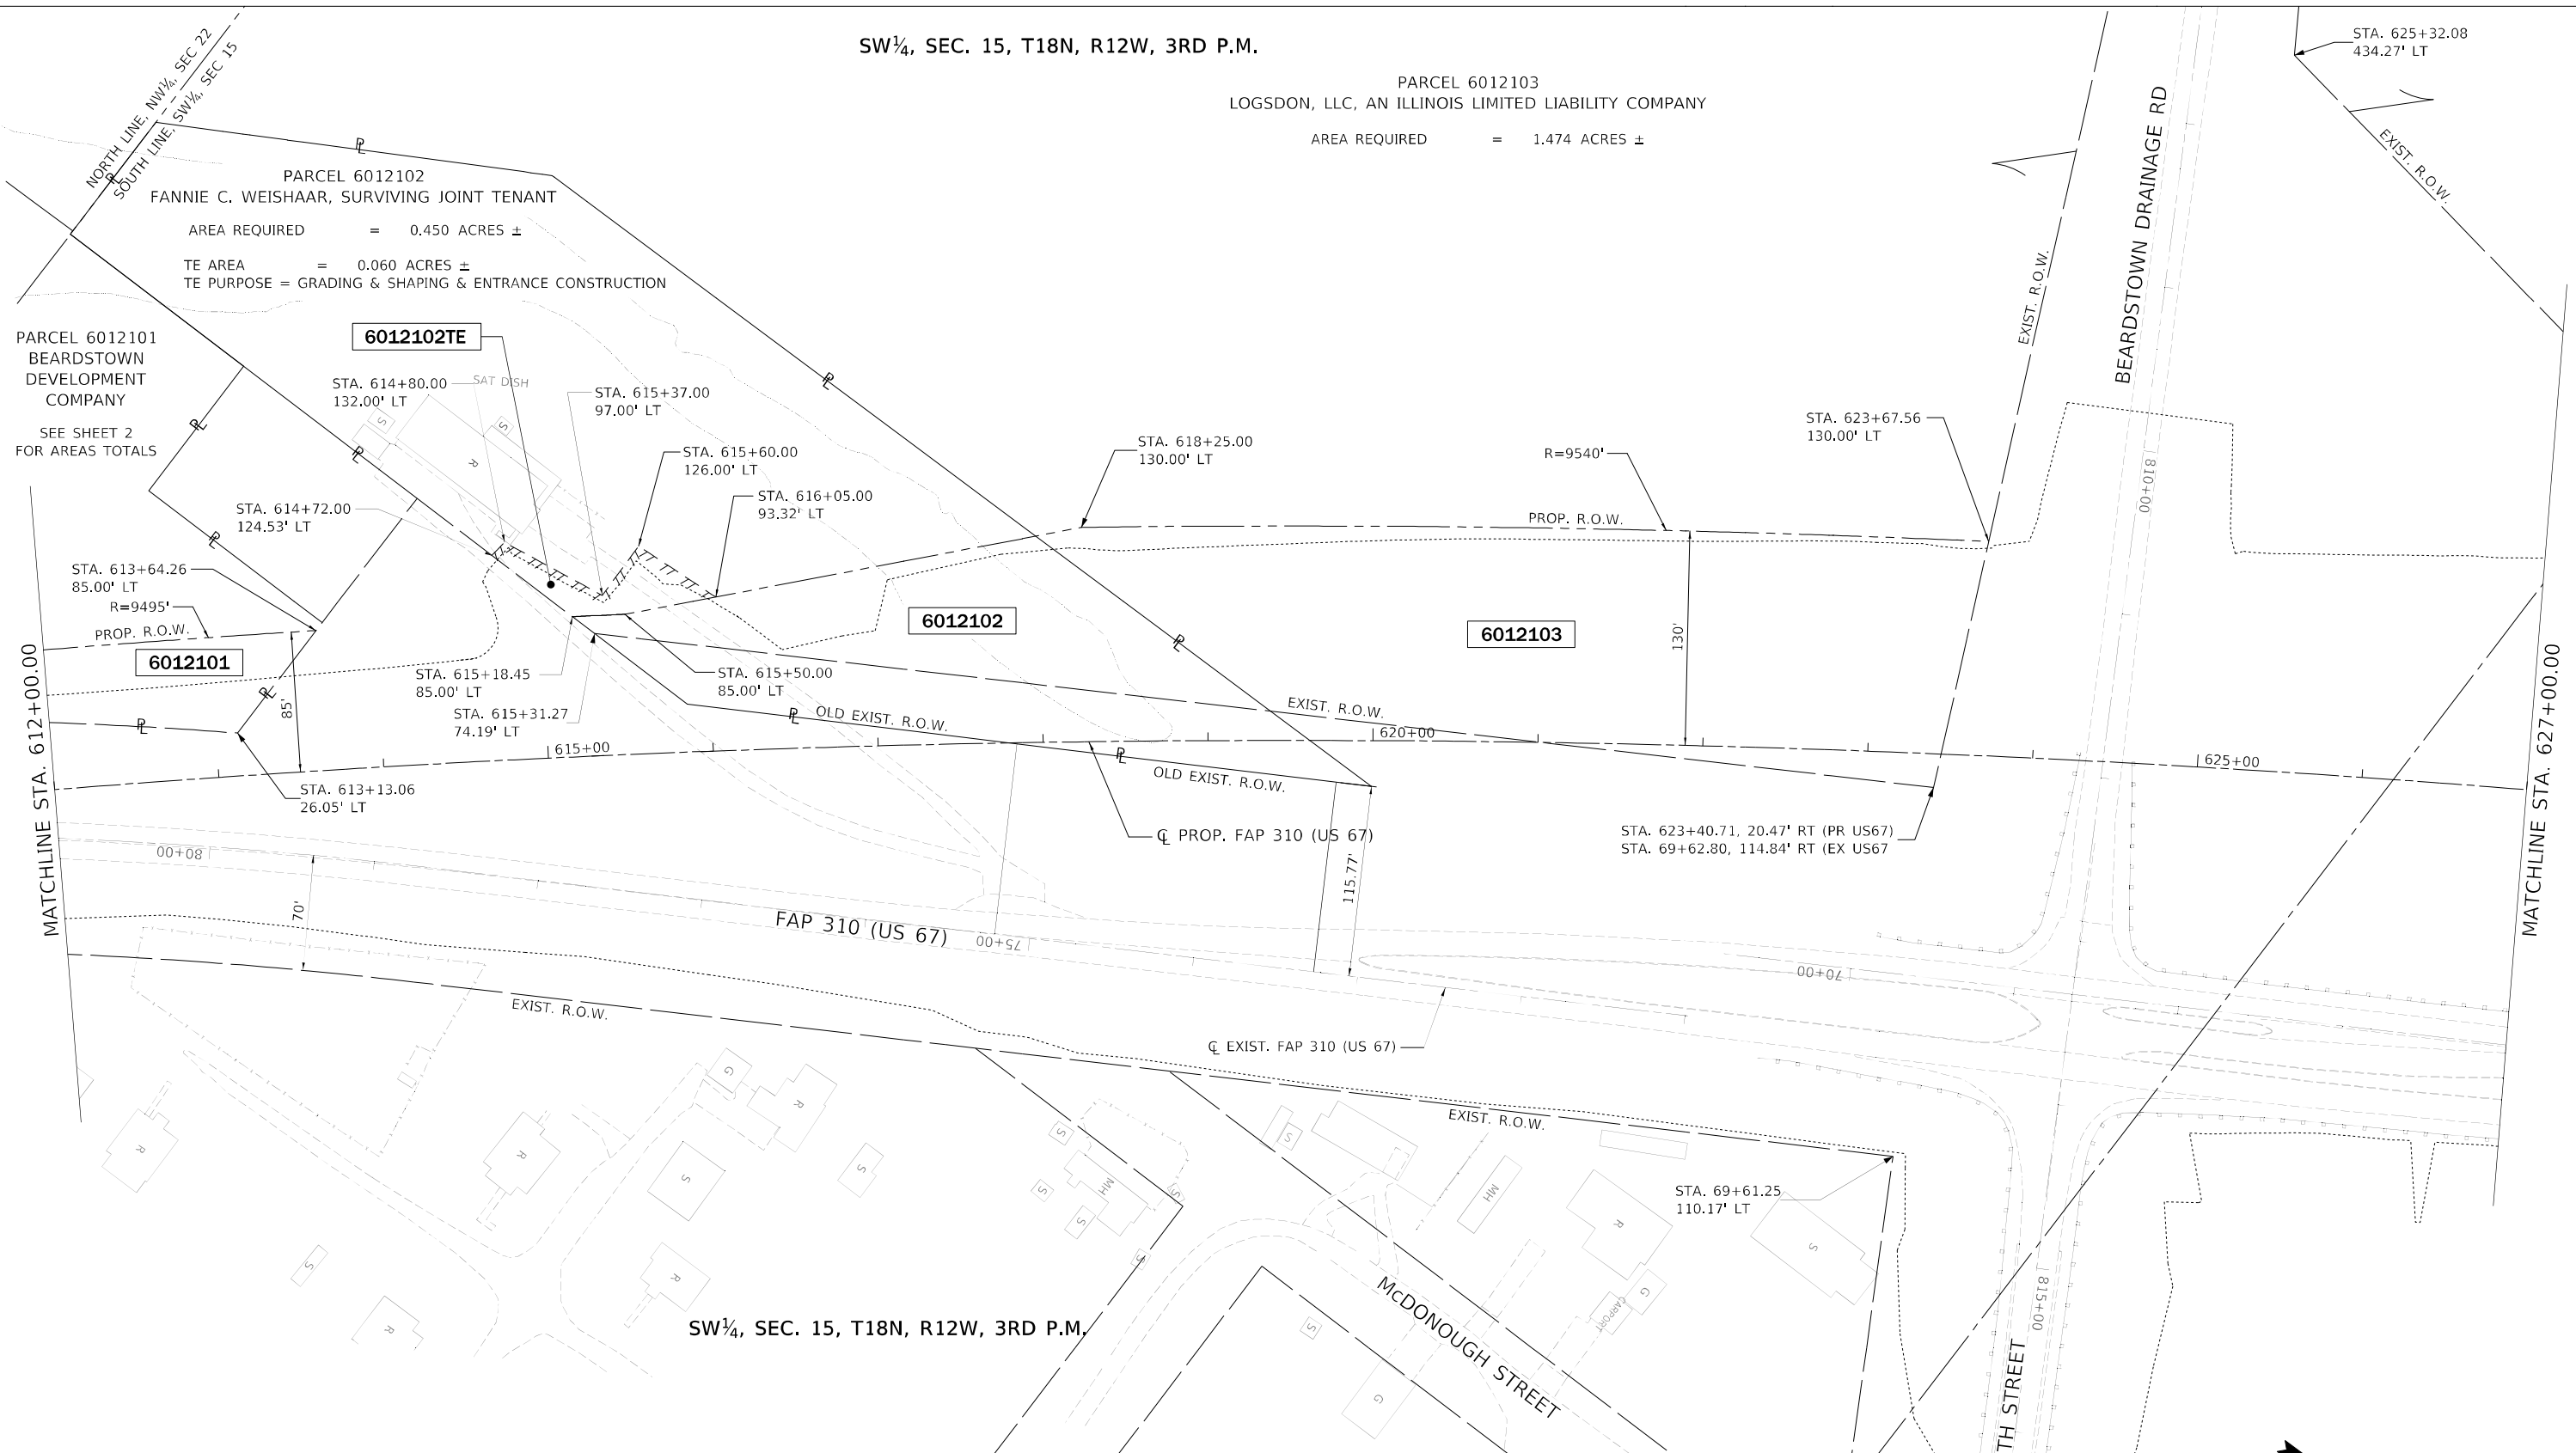 SW¼, SEC. 15, T18N, R12W, 3RD P.M.
STA. 625+32.08
434.27' LT
NORTH LINE, NW¼, SEC 22
SOUTH LINE, SW¼, SEC 15
PARCEL 6012103
LOGSDON, LLC, AN ILLINOIS LIMITED LIABILITY COMPANY
AREA REQUIRED = 1.474 ACRES ±
EXIST. R.O.W.
BEARDSTOWN DRAINAGE RD
EXIST. R.O.W.
PARCEL 6012102
FANNIE C. WEISHAAR, SURVIVING JOINT TENANT
AREA REQUIRED = 0.450 ACRES ±
TE AREA = 0.060 ACRES ±
TE PURPOSE = GRADING & SHAPING & ENTRANCE CONSTRUCTION
PARCEL 6012101
BEARDSTOWN
DEVELOPMENT
COMPANY
SEE SHEET 2
FOR AREAS TOTALS
6012102TE
STA. 614+80.00
132.00' LT
SAT DISH
STA. 615+37.00
97.00' LT
S
S
R
STA. 615+60.00
126.00' LT
STA. 616+05.00
93.32' LT
STA. 618+25.00
130.00' LT
R=9540'
STA. 623+67.56
130.00' LT
810+00
STA. 614+72.00
124.53' LT
PROP. R.O.W.
STA. 613+64.26
85.00' LT
R=9495'
PROP. R.O.W.
6012101
6012102
6012103
130'
85'
STA. 615+18.45
85.00' LT
STA. 615+50.00
85.00' LT
STA. 615+31.27
74.19' LT
OLD EXIST. R.O.W.
EXIST. R.O.W.
615+00
620+00
625+00
OLD EXIST. R.O.W.
STA. 613+13.06
26.05' LT
MATCHLINE STA. 612+00.00
MATCHLINE STA. 627+00.00
℄ PROP. FAP 310 (US 67)
STA. 623+40.71, 20.47' RT (PR US67)
STA. 69+62.80, 114.84' RT (EX US67
80+00
70'
115.77'
FAP 310 (US 67)
75+00
70+00
EXIST. R.O.W.
℄ EXIST. FAP 310 (US 67)
EXIST. R.O.W.
STA. 69+61.25
110.17' LT
R
R
G
R
S
S
S
S
MH
S
S
S
S
S
MH
R
S
G
CARPORT
S
R
R
S
G
McDONOUGH STREET
815+00
TH STREET
SW¼, SEC. 15, T18N, R12W, 3RD P.M.